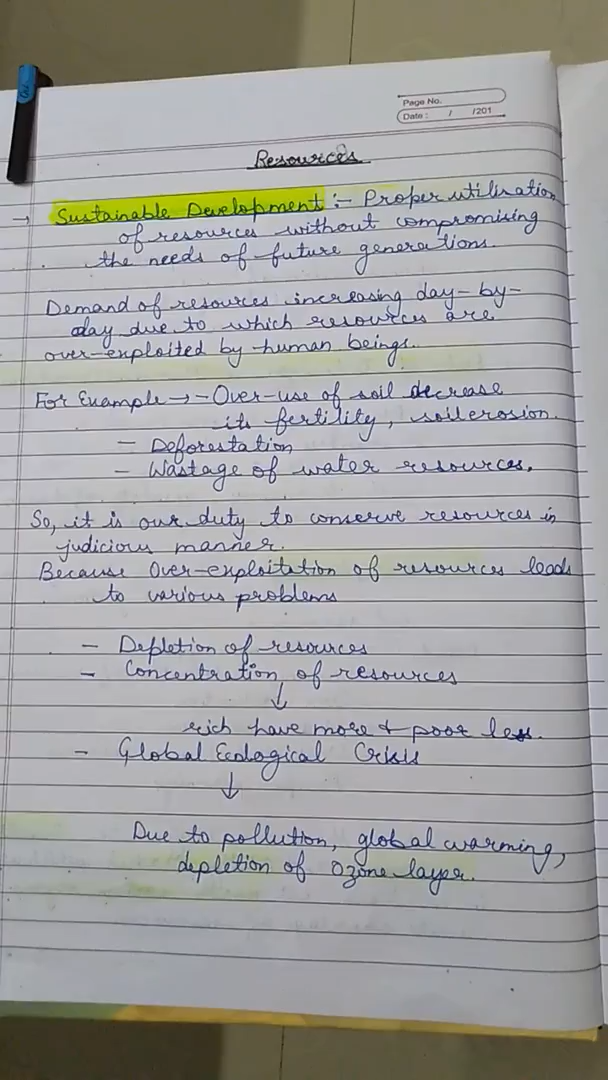 Page No.
Date : / /201
Resources
→ Sustainable Development :- Proper utilisation
of resources without compromising
the needs of future generations.
Demand of resources increasing day-by-
day due to which resources are
over-exploited by human beings.
For Example → - Over-use of soil decrease
its fertility, soil erosion.
- Deforestation
- Wastage of water resources.
So, it is our duty to conserve resources in
judicious manner.
Because Over-exploitation of resources leads
to various problems
- Depletion of resources
- Concentration of resources
↓
rich have more & poor less.
- Global Ecological Crisis
↓
Due to pollution, global warming,
depletion of Ozone layer.